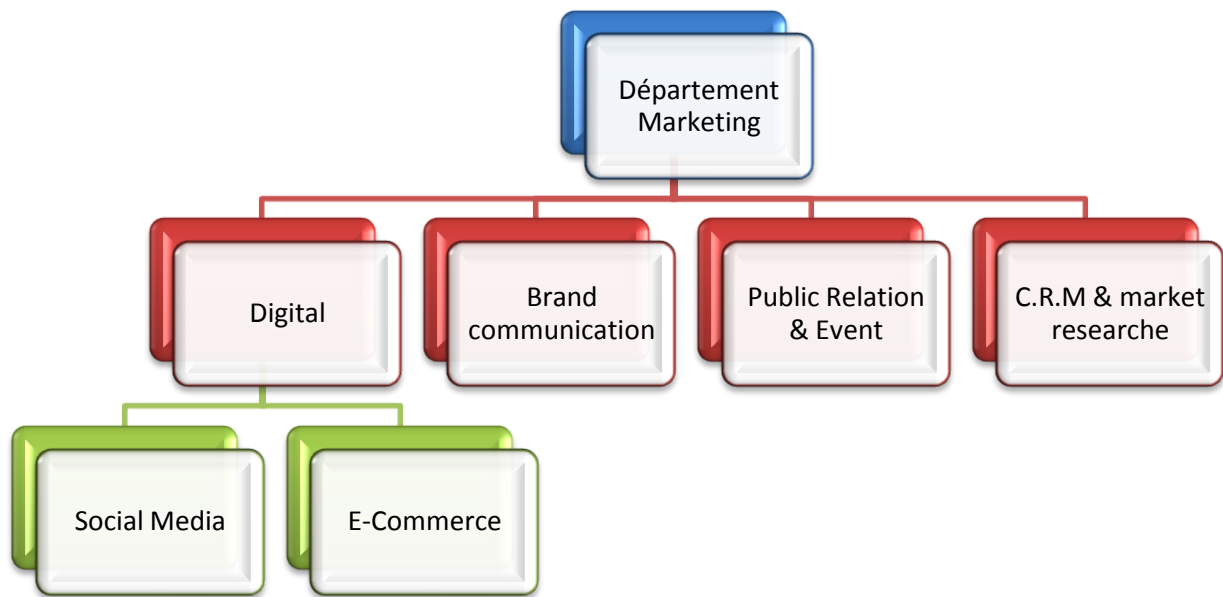 Département
Marketing
Digital
Brand
communication
Public Relation
& Event
C.R.M & market
researche
Social Media
E-Commerce